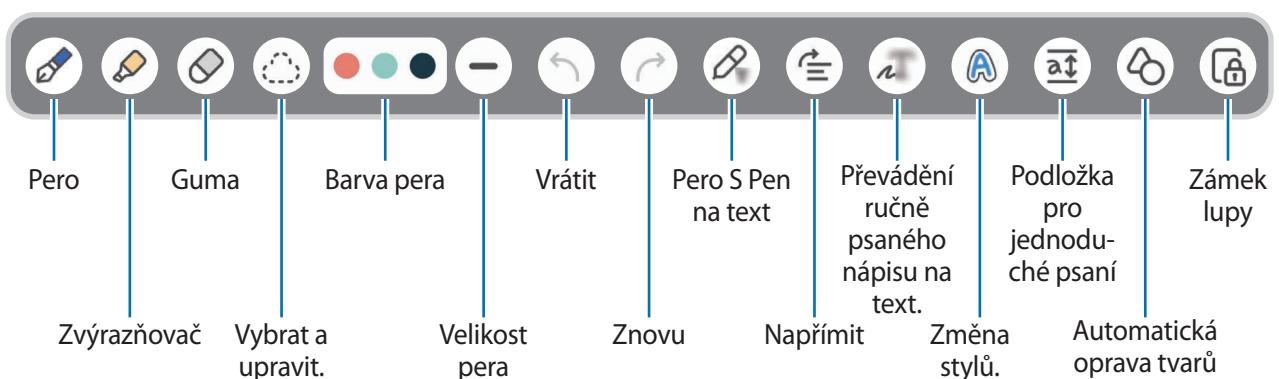 Pero
Guma
Barva pera
Vrátit
Pero S Pen
na text
Převádění
ručně
psaného
nápisu na
text.
Podložka
pro
jednodu-
ché psaní
Zámek
lupy
Zvýrazňovač
Vybrat a
upravit.
Velikost
pera
Znovu
Napřímit
Změna
stylů.
Automatická
oprava tvarů